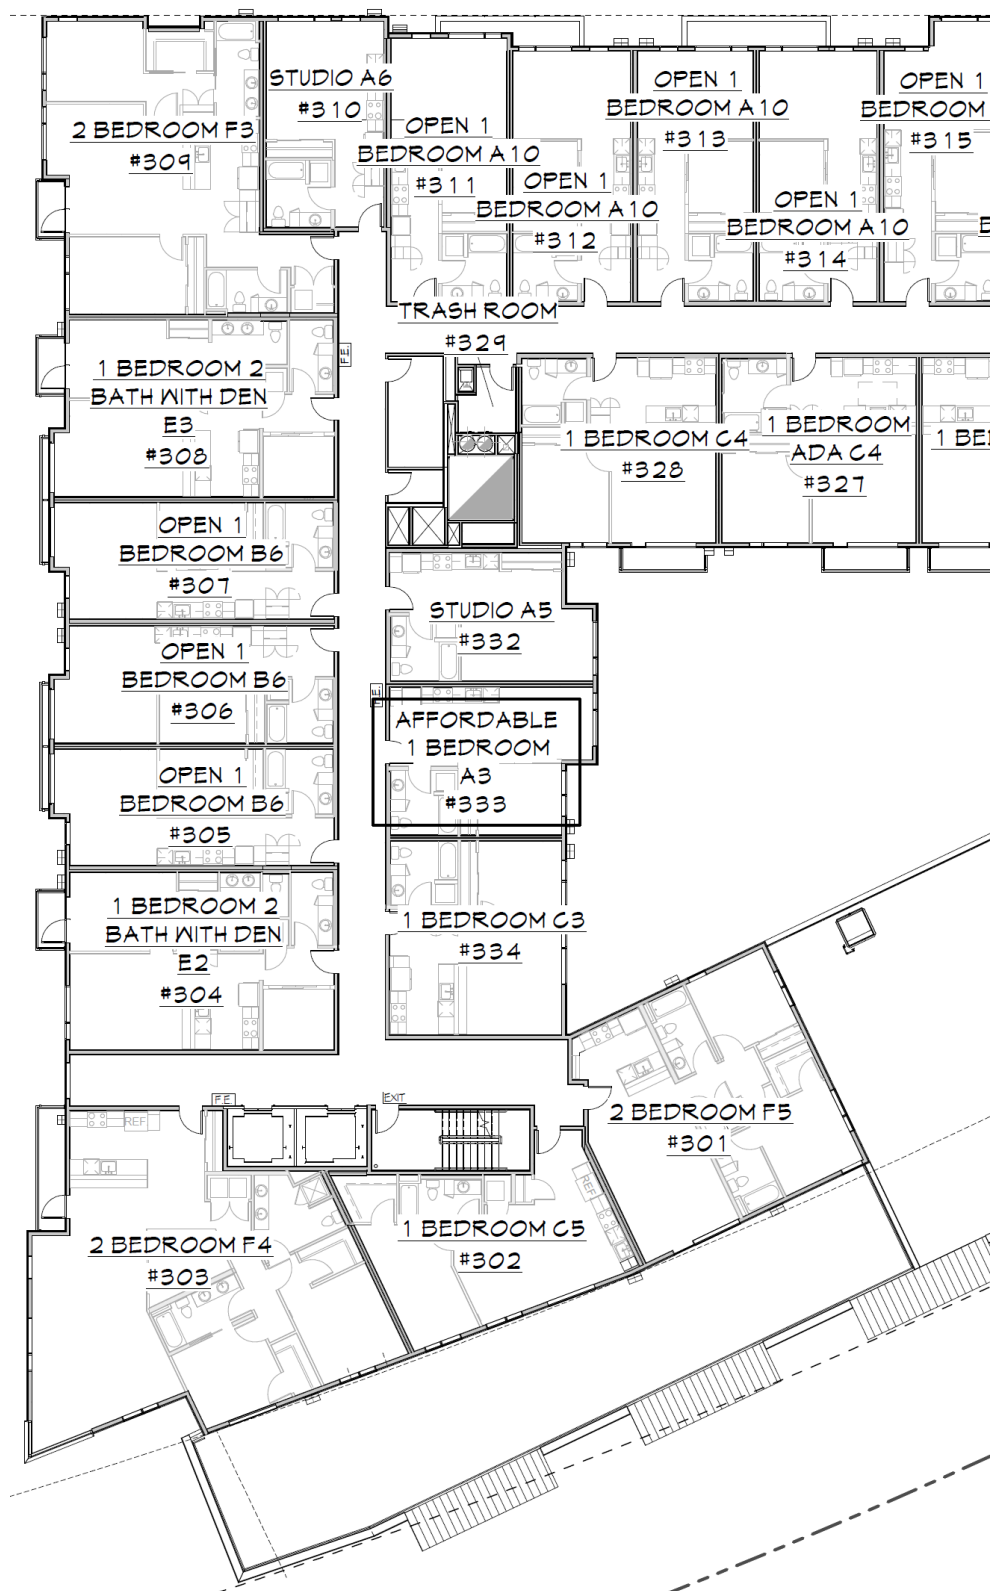 2 BEDROOM F3
#309
STUDIO A6
#310
OPEN 1
BEDROOM A10
#311
OPEN 1
BEDROOM A10
#312
OPEN 1
BEDROOM A10
#313
OPEN 1
BEDROOM A10
#314
OPEN 1
BEDROOM
#315
TRASH ROOM
#329
F.E.
1 BEDROOM 2
BATH WITH DEN
E3
#308
1 BEDROOM C4
#328
1 BEDROOM
ADA C4
#327
OPEN 1
BEDROOM B6
#307
STUDIO A5
#332
OPEN 1
BEDROOM B6
#306
F.E.
AFFORDABLE
1 BEDROOM
A3
#333
OPEN 1
BEDROOM B6
#305
1 BEDROOM 2
BATH WITH DEN
E2
#304
1 BEDROOM C3
#334
F.E.
EXIT
REF
2 BEDROOM F5
#301
REF
1 BEDROOM C5
#302
2 BEDROOM F4
#303